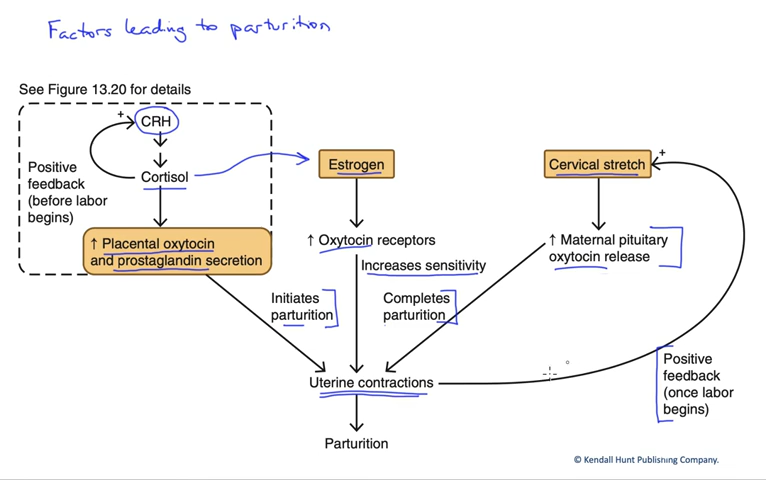 Factors leading to parturition
See Figure 13.20 for details
+
CRH
Cortisol
Positive
feedback
(before labor
begins)
↑ Placental oxytocin
and prostaglandin secretion
Estrogen
↑ Oxytocin receptors
Increases sensitivity
Cervical stretch
+
↑ Maternal pituitary
oxytocin release
Initiates
parturition
Completes
parturition
Uterine contractions
Parturition
Positive
feedback
(once labor
begins)
© Kendall Hunt Publishing Company.